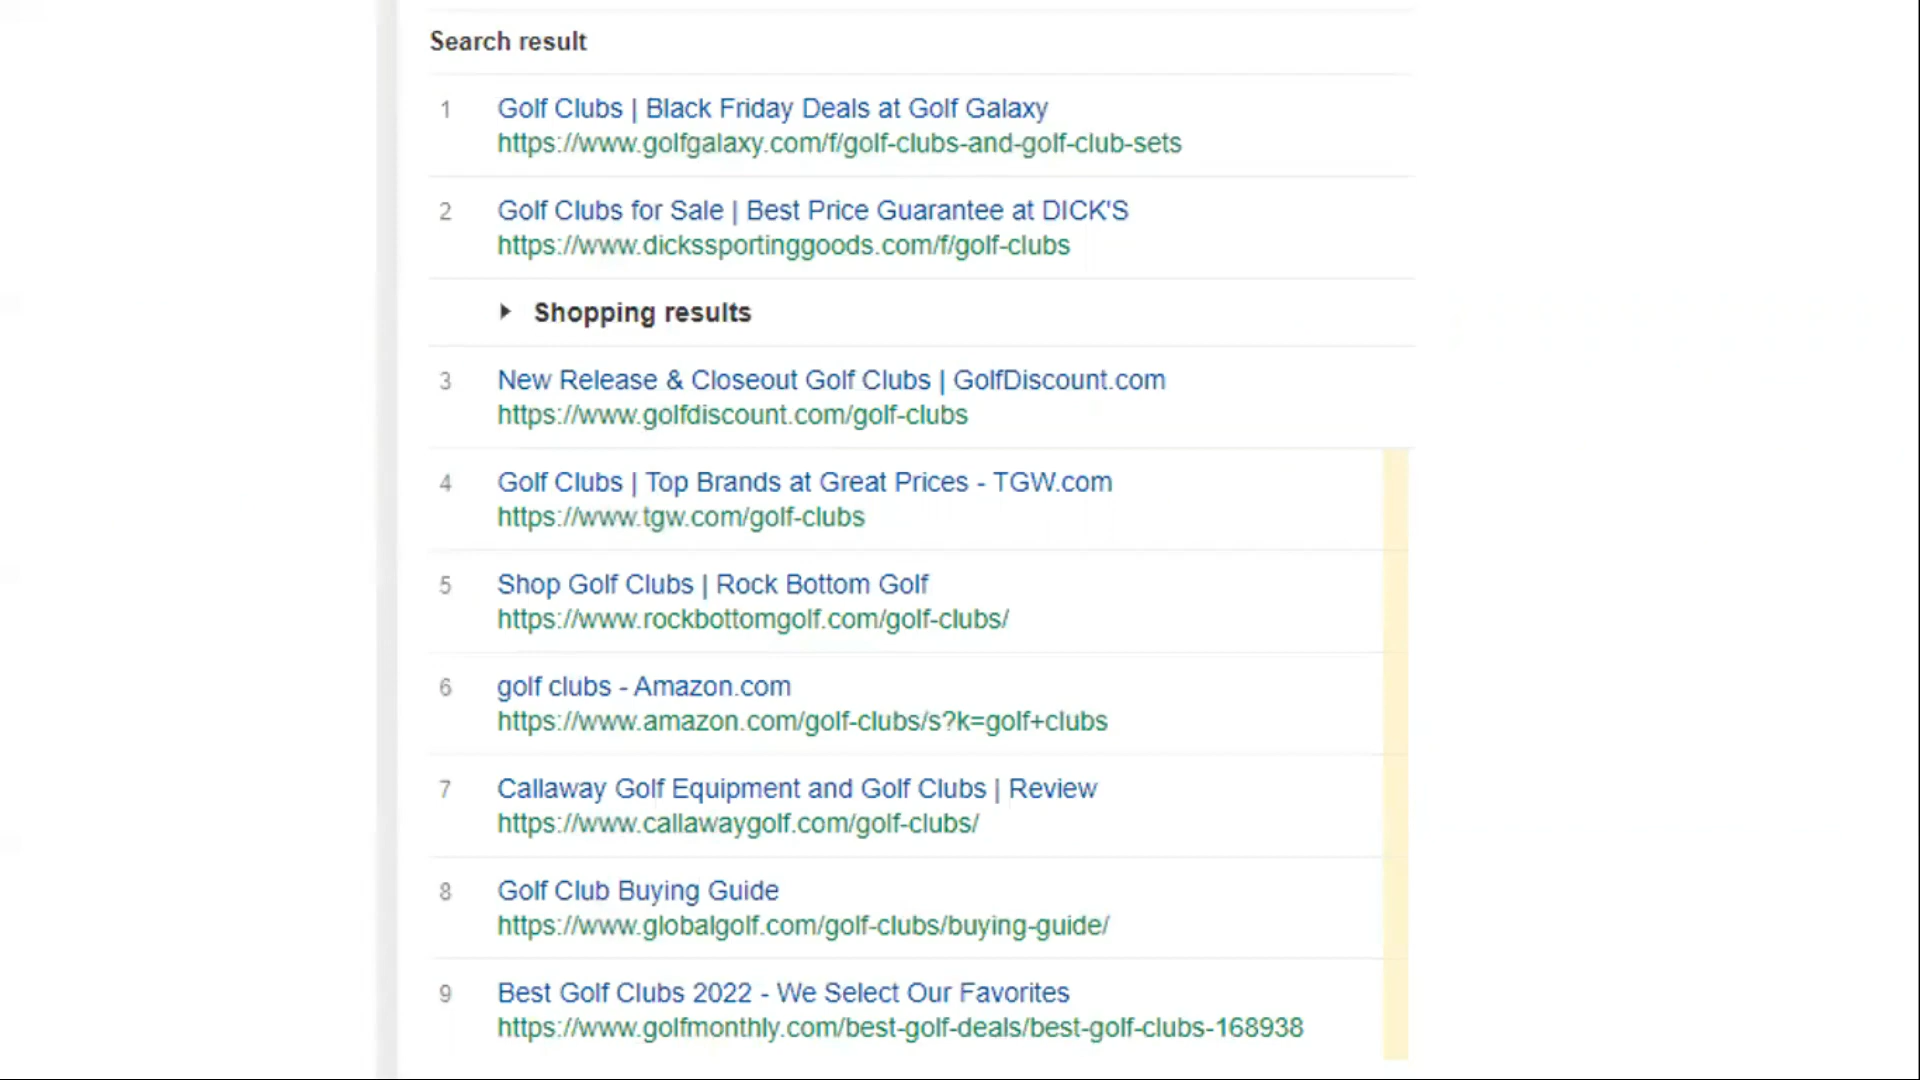 Search result
1 Golf Clubs | Black Friday Deals at Golf Galaxy
https://www.golfgalaxy.com/f/golf-clubs-and-golf-club-sets
2 Golf Clubs for Sale | Best Price Guarantee at DICK'S
https://www.dickssportinggoods.com/f/golf-clubs
Shopping results
3 New Release & Closeout Golf Clubs | GolfDiscount.com
https://www.golfdiscount.com/golf-clubs
4 Golf Clubs | Top Brands at Great Prices - TGW.com
https://www.tgw.com/golf-clubs
5 Shop Golf Clubs | Rock Bottom Golf
https://www.rockbottomgolf.com/golf-clubs/
6 golf clubs - Amazon.com
https://www.amazon.com/golf-clubs/s?k=golf+clubs
7 Callaway Golf Equipment and Golf Clubs | Review
https://www.callawaygolf.com/golf-clubs/
8 Golf Club Buying Guide
https://www.globalgolf.com/golf-clubs/buying-guide/
9 Best Golf Clubs 2022 - We Select Our Favorites
https://www.golfmonthly.com/best-golf-deals/best-golf-clubs-168938